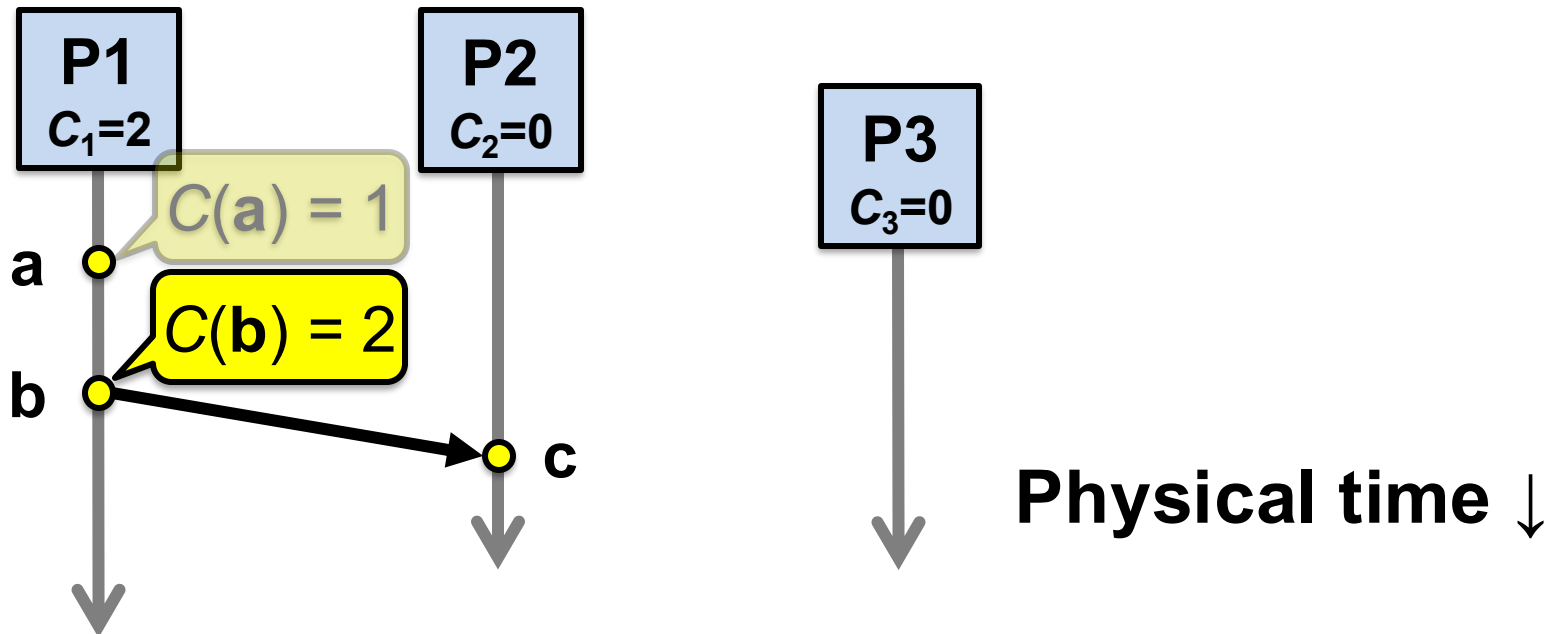 P1
C₁=2
P2
C₂=0
P3
C₃=0
C(a) = 1
a
C(b) = 2
b
c
Physical time ↓